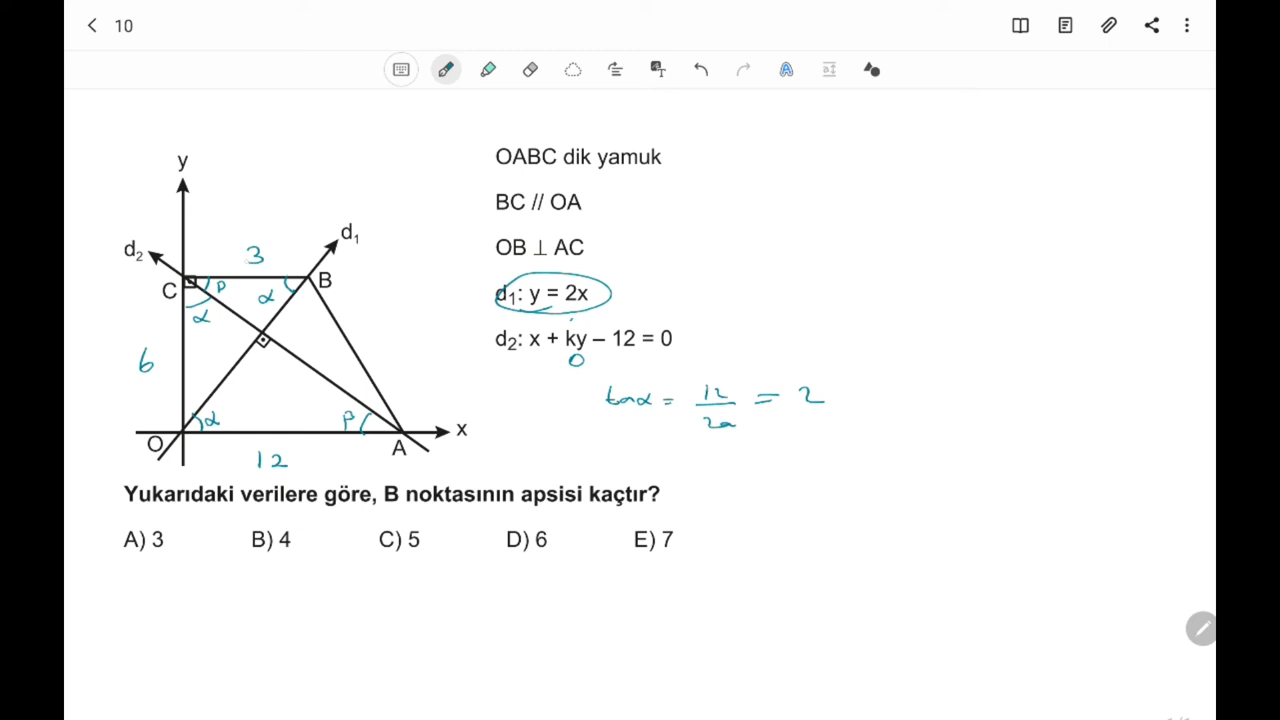 10
y
OABC dik yamuk
BC // OA
OB ⊥ AC
d₁: y = 2x
d₂: x + ky – 12 = 0
0
d₂
3
d₁
C
β
α
B
α
6
tanα = 12/2a = 2
O
α
β
A
x
12
Yukarıdaki verilere göre, B noktasının apsisi kaçtır?
A) 3 B) 4 C) 5 D) 6 E) 7